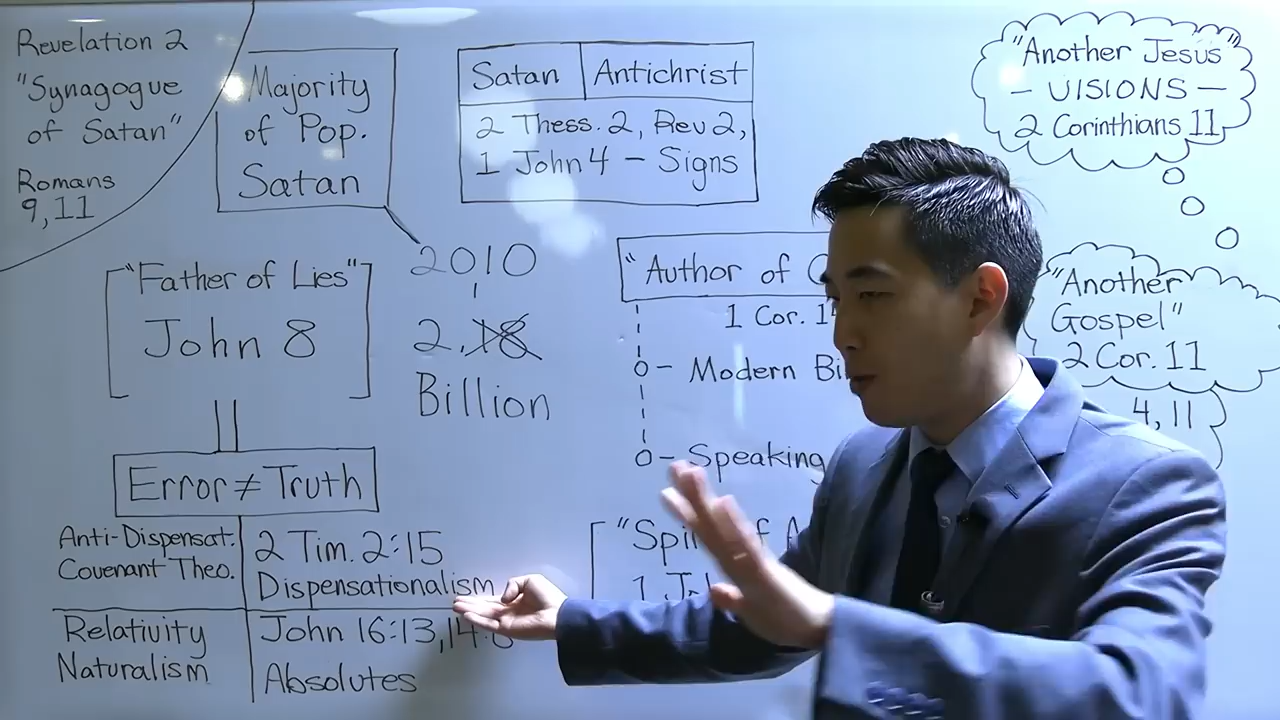 Revelation 2
"Synagogue
of Satan"
Romans
9,11
Majority
of Pop.
Satan
Satan Antichrist
2 Thess. 2, Rev 2,
1 John 4 – Signs
"Another Jesus"
– VISIONS –
2 Corinthians 11
"Father of Lies"
John 8
2010
2.18
Billion
"Author of
1 Cor.
– Modern
– Speaking
"Another
Gospel"
2 Cor. 11
4,11
Error ≠ Truth
Anti-Dispensat.
Covenant Theo.
2 Tim. 2:15
Dispensationalism
Relativity
Naturalism
John 16:13,
Absolutes
1